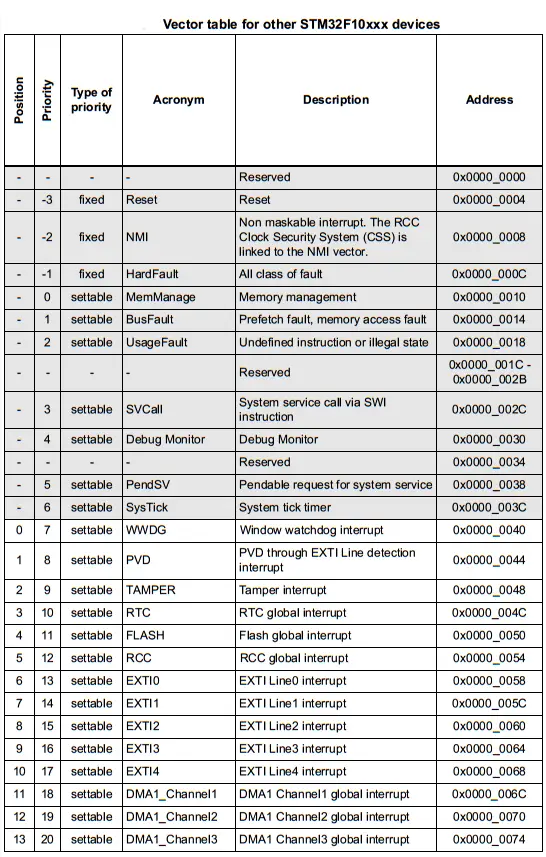 Vector table for other STM32F10xxx devices
Position Priority Type of priority Acronym Description Address
- - - - Reserved 0x0000_0000
- -3 fixed Reset Reset 0x0000_0004
- -2 fixed NMI Non maskable interrupt. The RCC Clock Security System (CSS) is linked to the NMI vector. 0x0000_0008
- -1 fixed HardFault All class of fault 0x0000_000C
- 0 settable MemManage Memory management 0x0000_0010
- 1 settable BusFault Prefetch fault, memory access fault 0x0000_0014
- 2 settable UsageFault Undefined instruction or illegal state 0x0000_0018
- - - - Reserved 0x0000_001C - 0x0000_002B
- 3 settable SVCall System service call via SWI instruction 0x0000_002C
- 4 settable Debug Monitor Debug Monitor 0x0000_0030
- - - - Reserved 0x0000_0034
- 5 settable PendSV Pendable request for system service 0x0000_0038
- 6 settable SysTick System tick timer 0x0000_003C
0 7 settable WWDG Window watchdog interrupt 0x0000_0040
1 8 settable PVD PVD through EXTI Line detection interrupt 0x0000_0044
2 9 settable TAMPER Tamper interrupt 0x0000_0048
3 10 settable RTC RTC global interrupt 0x0000_004C
4 11 settable FLASH Flash global interrupt 0x0000_0050
5 12 settable RCC RCC global interrupt 0x0000_0054
6 13 settable EXTI0 EXTI Line0 interrupt 0x0000_0058
7 14 settable EXTI1 EXTI Line1 interrupt 0x0000_005C
8 15 settable EXTI2 EXTI Line2 interrupt 0x0000_0060
9 16 settable EXTI3 EXTI Line3 interrupt 0x0000_0064
10 17 settable EXTI4 EXTI Line4 interrupt 0x0000_0068
11 18 settable DMA1_Channel1 DMA1 Channel1 global interrupt 0x0000_006C
12 19 settable DMA1_Channel2 DMA1 Channel2 global interrupt 0x0000_0070
13 20 settable DMA1_Channel3 DMA1 Channel3 global interrupt 0x0000_0074